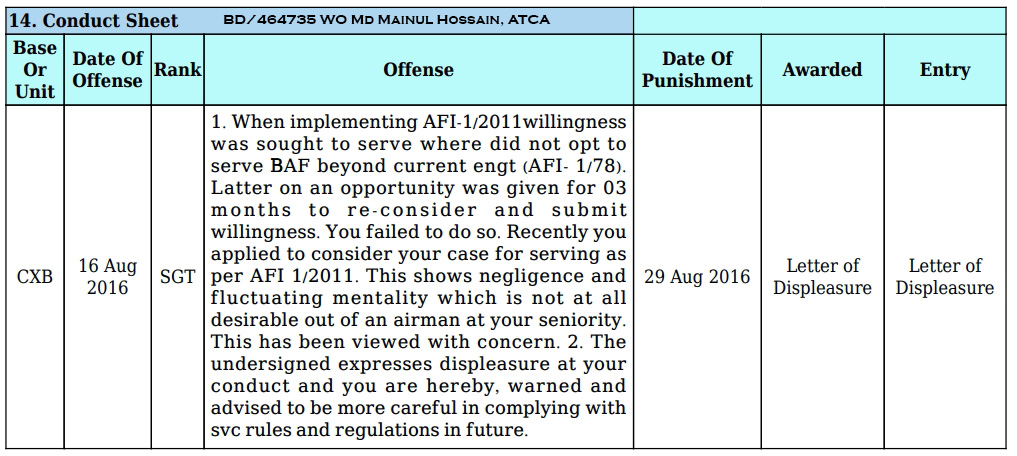 14. Conduct Sheet BD/464735 WO Md Mainul Hossain, ATCA
Base Or Unit
Date Of Offense
Rank
Offense
Date Of Punishment
Awarded
Entry
CXB
16 Aug 2016
SGT
1. When implementing AFI-1/2011willingness
was sought to serve where did not opt to
serve BAF beyond current engt (AFI- 1/78).
Latter on an opportunity was given for 03
months to re-consider and submit
willingness. You failed to do so. Recently you
applied to consider your case for serving as
per AFI 1/2011. This shows negligence and
fluctuating mentality which is not at all
desirable out of an airman at your seniority.
This has been viewed with concern. 2. The
undersigned expresses displeasure at your
conduct and you are hereby, warned and
advised to be more careful in complying with
svc rules and regulations in future.
29 Aug 2016
Letter of
Displeasure
Letter of
Displeasure